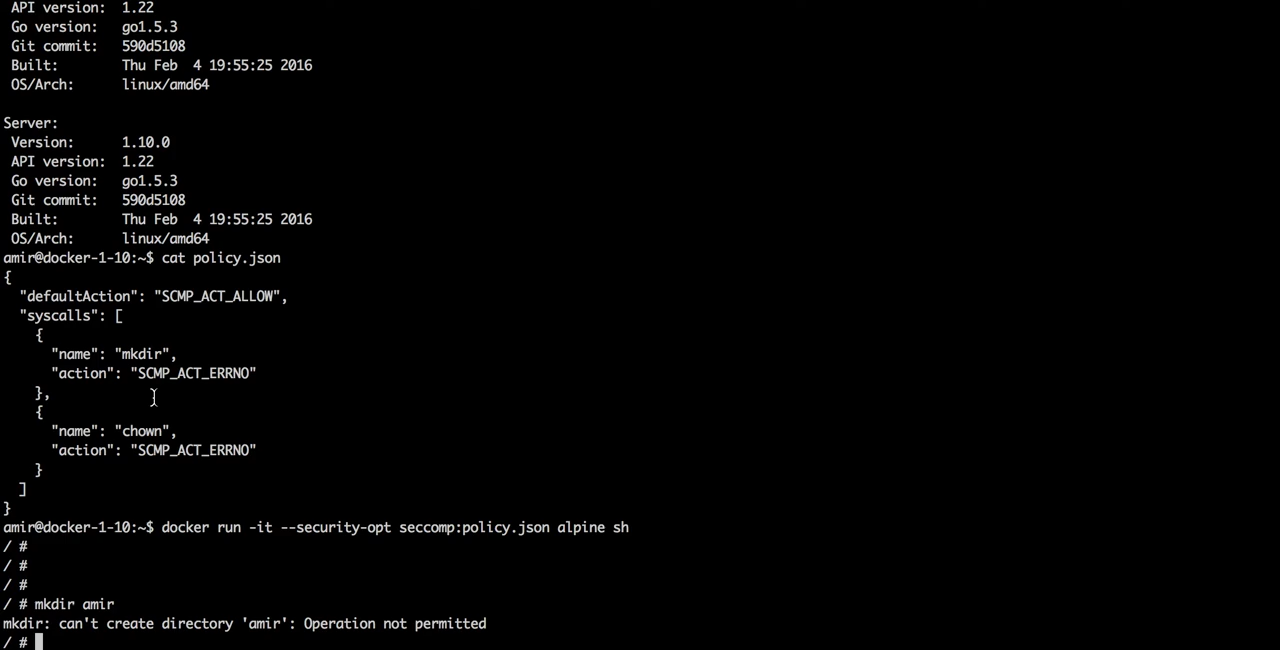 API version:  1.22
Go version:   go1.5.3
Git commit:   590d5108
Built:        Thu Feb  4 19:55:25 2016
OS/Arch:      linux/amd64
Server:
Version:      1.10.0
API version:  1.22
Go version:   go1.5.3
Git commit:   590d5108
Built:        Thu Feb  4 19:55:25 2016
OS/Arch:      linux/amd64
amir@docker-1-10:~$ cat policy.json
{
  "defaultAction": "SCMP_ACT_ALLOW",
  "syscalls": [
    {
      "name": "mkdir",
      "action": "SCMP_ACT_ERRNO"
    },
    {
      "name": "chown",
      "action": "SCMP_ACT_ERRNO"
    }
  ]
}
amir@docker-1-10:~$ docker run -it --security-opt seccomp:policy.json alpine sh
/ #
/ #
/ #
/ # mkdir amir
mkdir: can't create directory 'amir': Operation not permitted
/ #